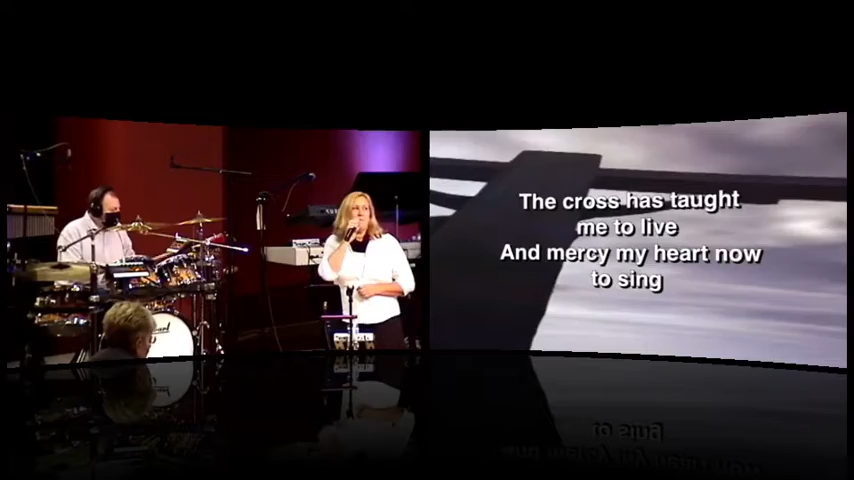 The cross has taught
me to live
And mercy my heart now
to sing